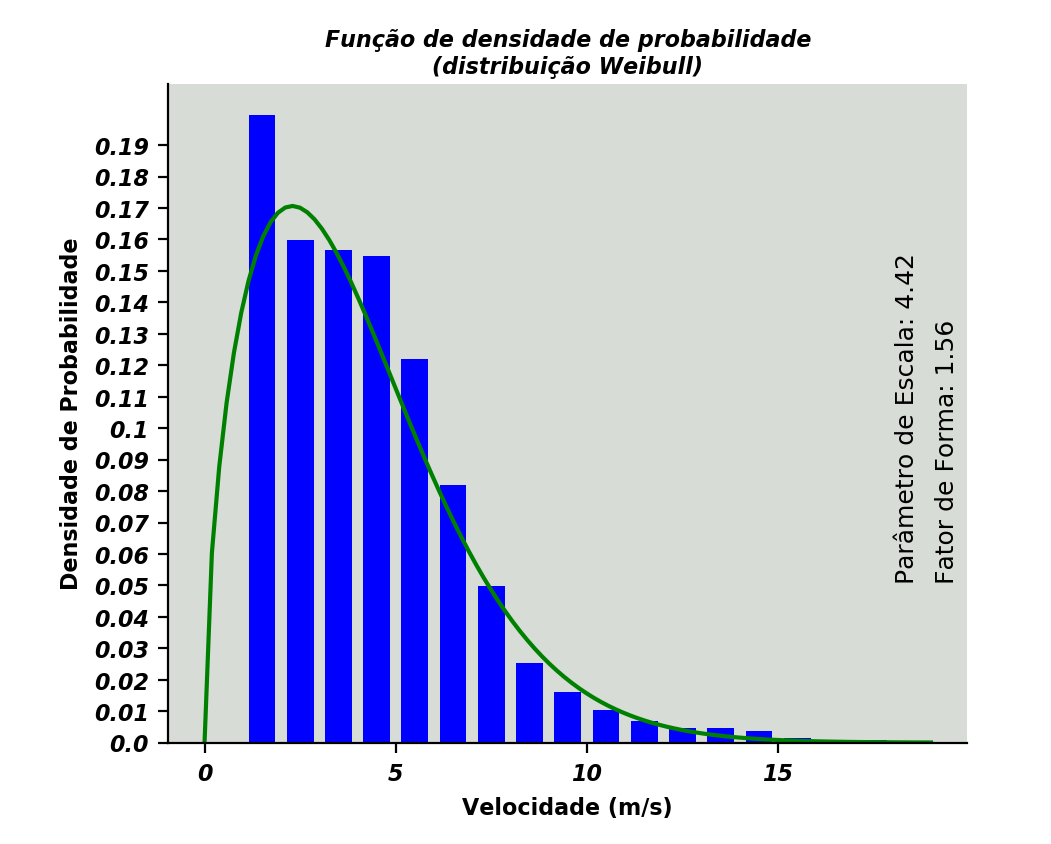 Função de densidade de probabilidade
(distribuição Weibull)
Densidade de Probabilidade
0.19
0.18
0.17
0.16
0.15
0.14
0.13
0.12
0.11
0.1
0.09
0.08
0.07
0.06
0.05
0.04
0.03
0.02
0.01
0.0
Parâmetro de Escala: 4.42
Fator de Forma: 1.56
0 5 10 15
Velocidade (m/s)